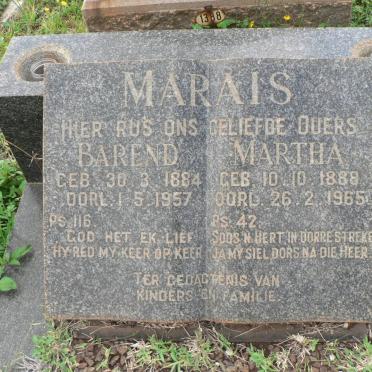 1388
MARAIS
HIER RUS ONS GELIEFDE OUERS
BAREND
GEB. 30. 3. 1884
OORL. 1. 5. 1957
PS. 116.
GOD HET EK LIEF
HY RED MY KEER OP KEER
MARTHA
GEB. 10. 10. 1888
OORL. 26. 2. 1965
PS. 42.
SOOS 'N HERT IN DORRE STREKE
JA MY SIEL DORS NA DIE HEER
TER GEDAGTENIS VAN
KINDERS EN FAMILIE.